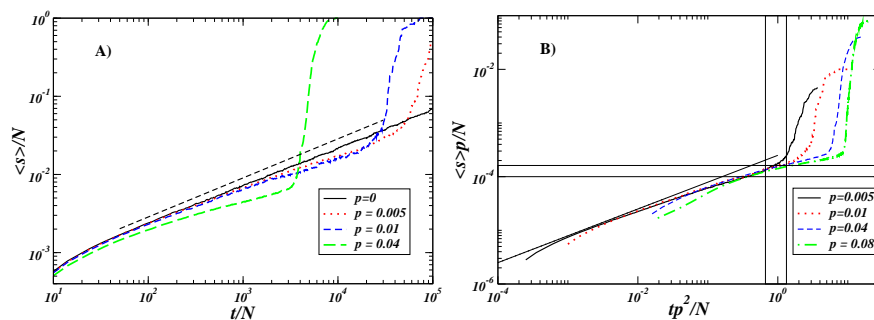 A)
<s>/N
10^0
10^-1
10^-2
10^-3
p=0
p = 0.005
p = 0.01
p = 0.04
10^1
10^2
10^3
10^4
10^5
t/N
B)
<s>p/N
10^-2
10^-4
10^-6
p=0.005
p=0.01
p=0.04
p = 0.08
10^-4
10^-2
10^0
tp^2/N